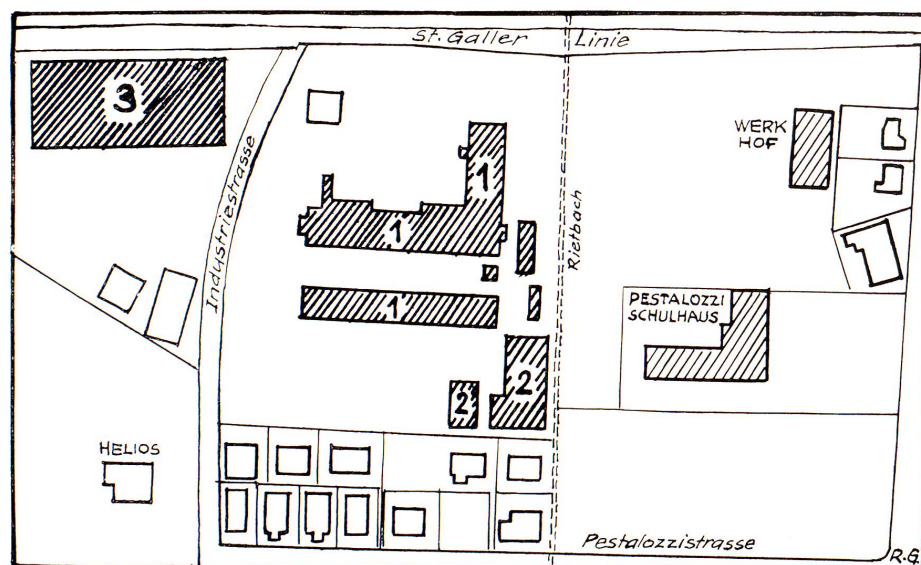 St. Galler Linie
3
Industriestrasse
1
1
1
2
2
Rietbach
WERK
HOF
PESTALOZZI
SCHULHAUS
HELIOS
Pestalozzistrasse
R.G.